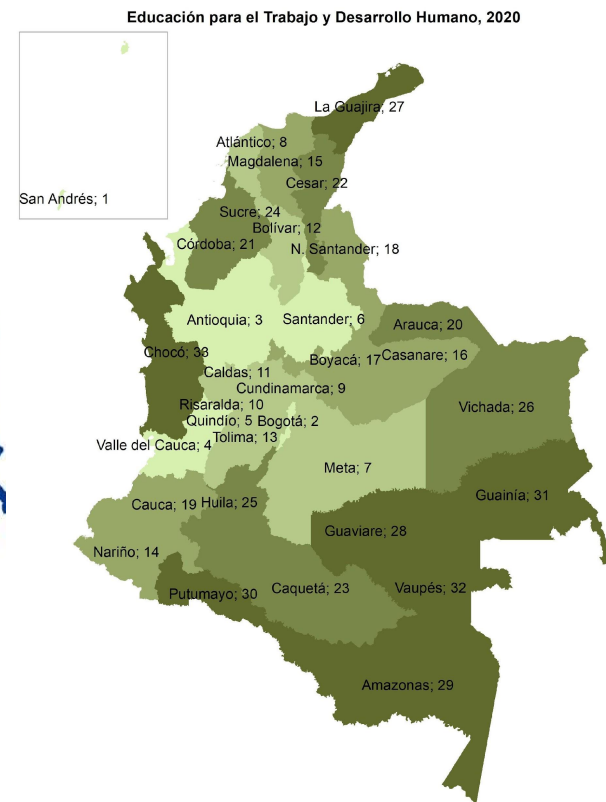 Educación para el Trabajo y Desarrollo Humano, 2020
La Guajira; 27
Atlántico; 8
Magdalena; 15
Cesar; 22
San Andrés; 1
Sucre; 24
Bolívar; 12
Córdoba; 21
N. Santander; 18
Antioquia; 3
Santander; 6
Arauca; 20
Chocó; 33
Boyacá; 17
Casanare; 16
Caldas; 11
Cundinamarca; 9
Risaralda; 10
Vichada; 26
Quindío; 5
Bogotá; 2
Tolima; 13
Valle del Cauca; 4
Meta; 7
Guainía; 31
Cauca; 19
Huila; 25
Guaviare; 28
Nariño; 14
Caquetá; 23
Vaupés; 32
Putumayo; 30
Amazonas; 29